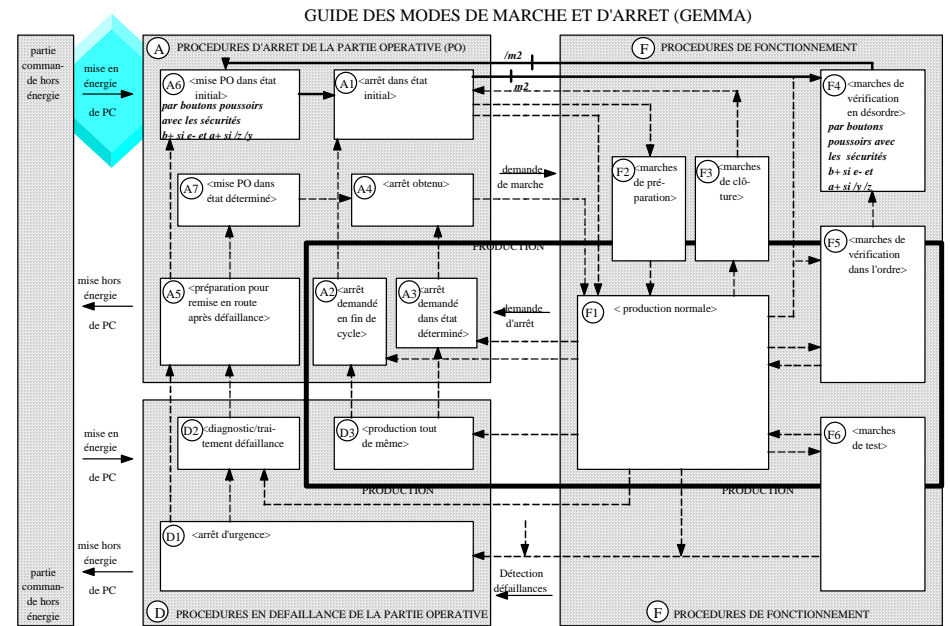 GUIDE DES MODES DE MARCHE ET D'ARRET (GEMMA)
partie
comman-
de hors
énergie
mise en
énergie
de PC
A PROCEDURES D'ARRET DE LA PARTIE OPERATIVE (PO)
F PROCEDURES DE FONCTIONNEMENT
/m2
m2
A6 <mise PO dans état
initial>
par boutons poussoirs
avec les sécurités
b+ si e- et a+ si /z /y
A1 <arrêt dans état
initial>
F4 <marches de
vérification
en désordre>
par boutons
poussoirs avec
les sécurités
b+ si e- et
a+ si /y /z
A7 <mise PO dans
état déterminé>
A4 <arrêt obtenu>
demande
de marche
F2 <marches
de pré-
paration>
F3 <marches
de clô-
ture>
PRODUCTION
F5 <marches de
vérification
dans l'ordre>
mise hors
énergie
de PC
A5 <préparation pour
remise en route
après défaillance>
A2 <arrêt
demandé
en fin de
cycle>
A3 <arrêt
demandé
dans état
déterminé>
demande
d'arrêt
F1 < production normale>
mise en
énergie
de PC
D2 <diagnostic/trai-
tement défaillance
D3 <production tout
de même>
F6 <marches
de test>
PRODUCTION
PRODUCTION
D1 <arrêt d'urgence>
mise hors
énergie
de PC
Détection
défaillances
partie
comman-
de hors
énergie
D PROCEDURES EN DEFAILLANCE DE LA PARTIE OPERATIVE
F PROCEDURES DE FONCTIONNEMENT